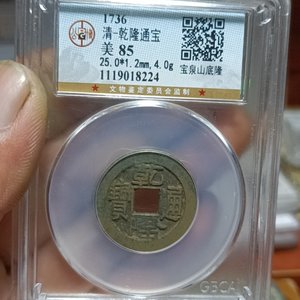 1736
清-乾隆通宝
美 85
25.0*1.2mm, 4.0g 宝泉山底隆
1119018224
文物鉴定委员会监制
乾隆通寳
GBCA